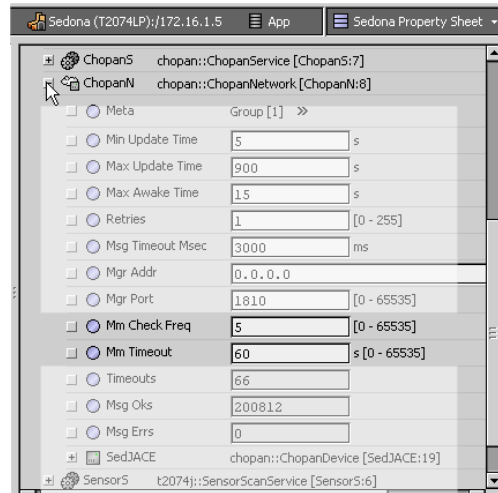 Sedona (T2074LP):/172.16.1.5 App Sedona Property Sheet
ChopanS chopan::ChopanService [ChopanS:7]
ChopanN chopan::ChopanNetwork [ChopanN:8]
Meta Group [1] »
Min Update Time 5 s
Max Update Time 900 s
Max Awake Time 15 s
Retries 1 [0 - 255]
Msg Timeout Msec 3000 ms
Mgr Addr 0.0.0.0
Mgr Port 1810 [0 - 65535]
Mm Check Freq 5 [0 - 65535]
Mm Timeout 60 s [0 - 65535]
Timeouts 66
Msg Oks 200812
Msg Errs 0
SedJACE chopan::ChopanDevice [SedJACE:19]
SensorS t2074j::SensorScanService [SensorS:6]